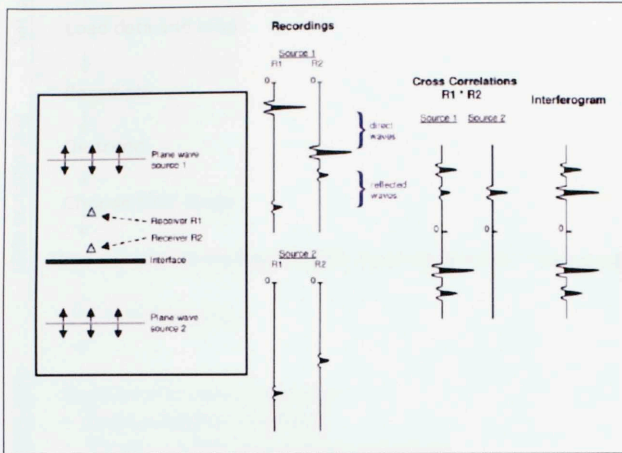 Recordings
Source 1
R1 R2
0 0
direct
waves
reflected
waves
Source 2
R1 R2
0 0
Plane wave
source 1
Receiver R1
Receiver R2
Interface
Plane wave
source 2
Cross Correlations
R1 * R2
Source 1 Source 2
0 0
Interferogram
0